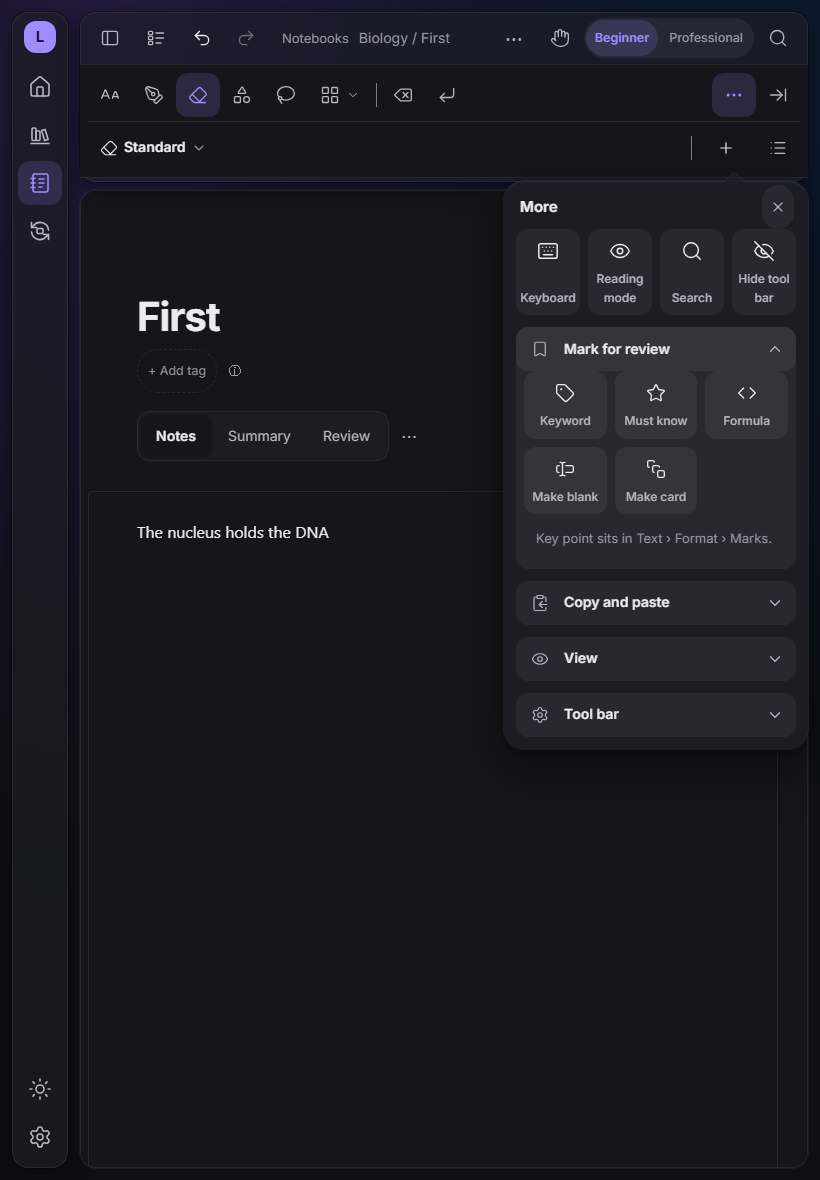 L
Notebooks Biology / First
Beginner Professional
AA
Standard
More
Keyboard
Reading mode
Search
Hide tool bar
Mark for review
Keyword
Must know
Formula
Make blank
Make card
Key point sits in Text › Format › Marks.
Copy and paste
View
Tool bar
First
+ Add tag
Notes Summary Review
The nucleus holds the DNA